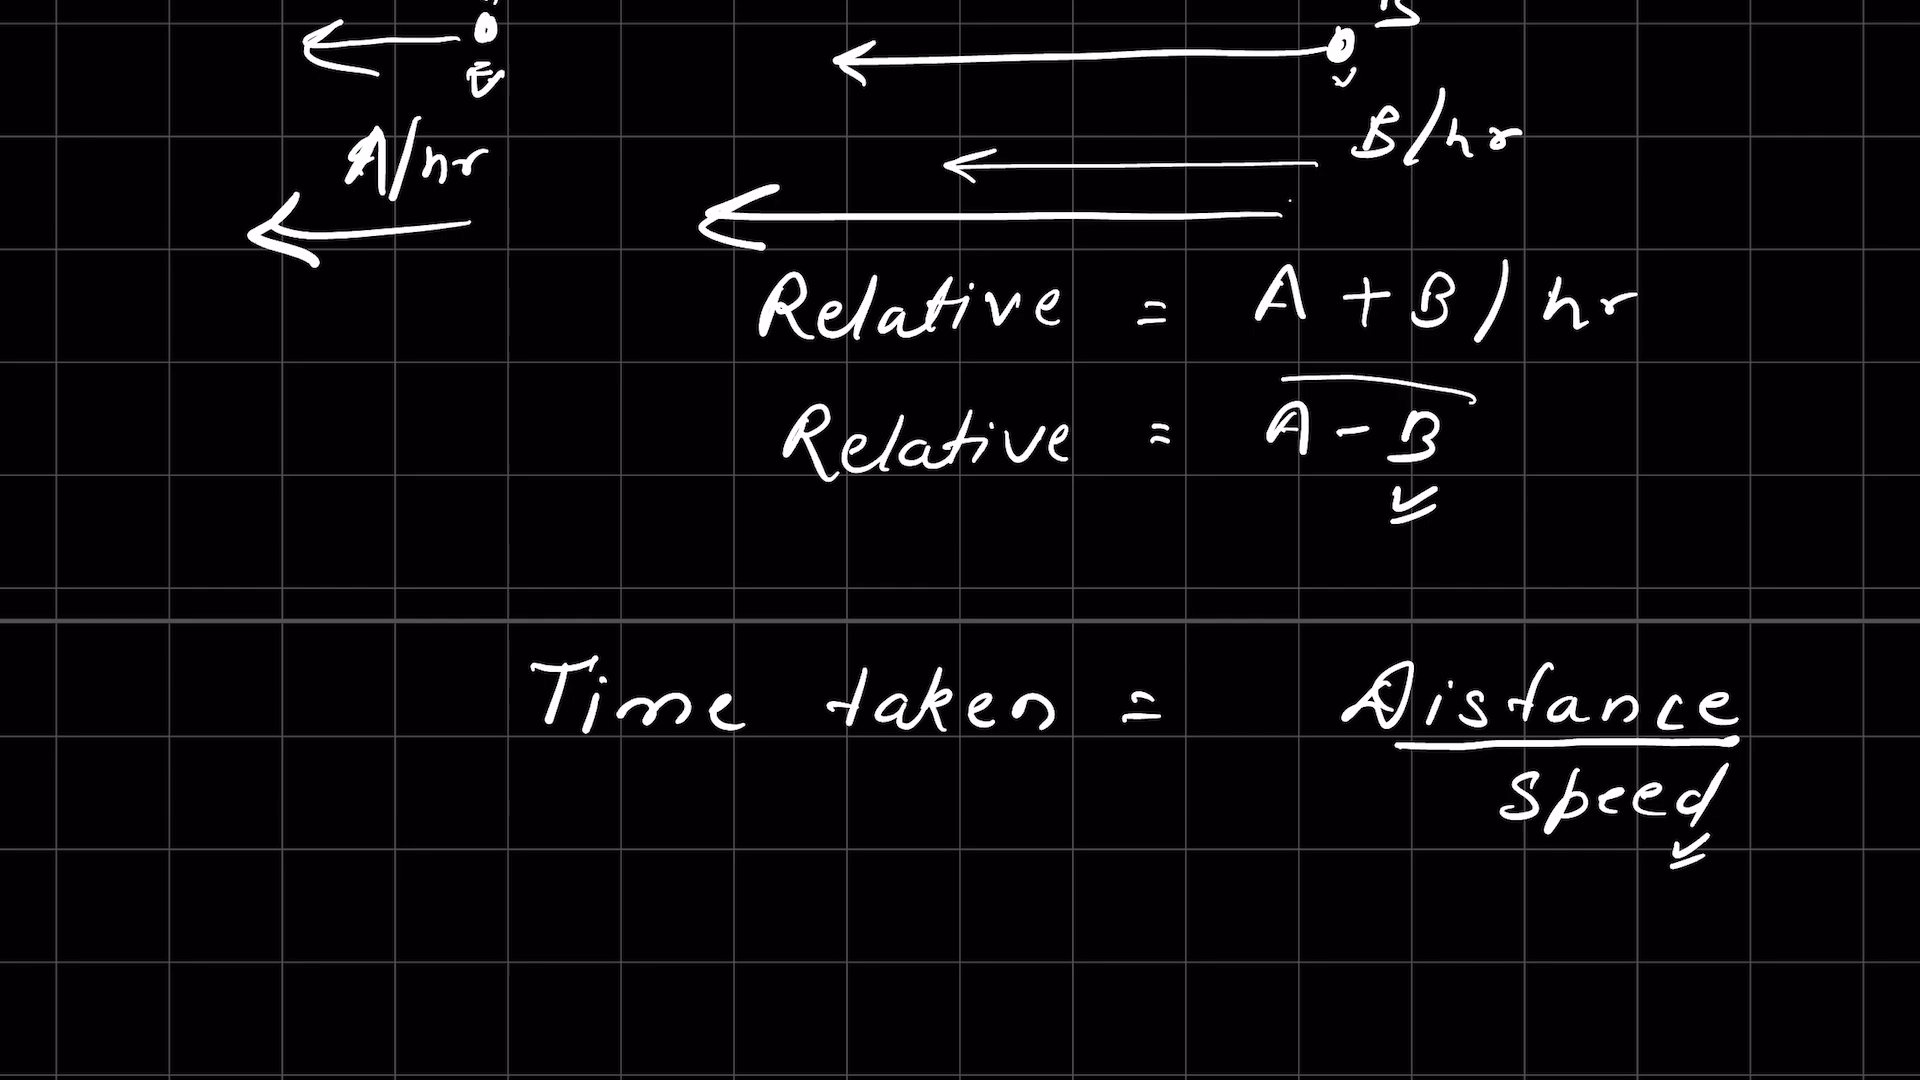 B
A/hr
B/hr
Relative = A + B/hr
Relative = A - B
Time taken = Distance
Speed